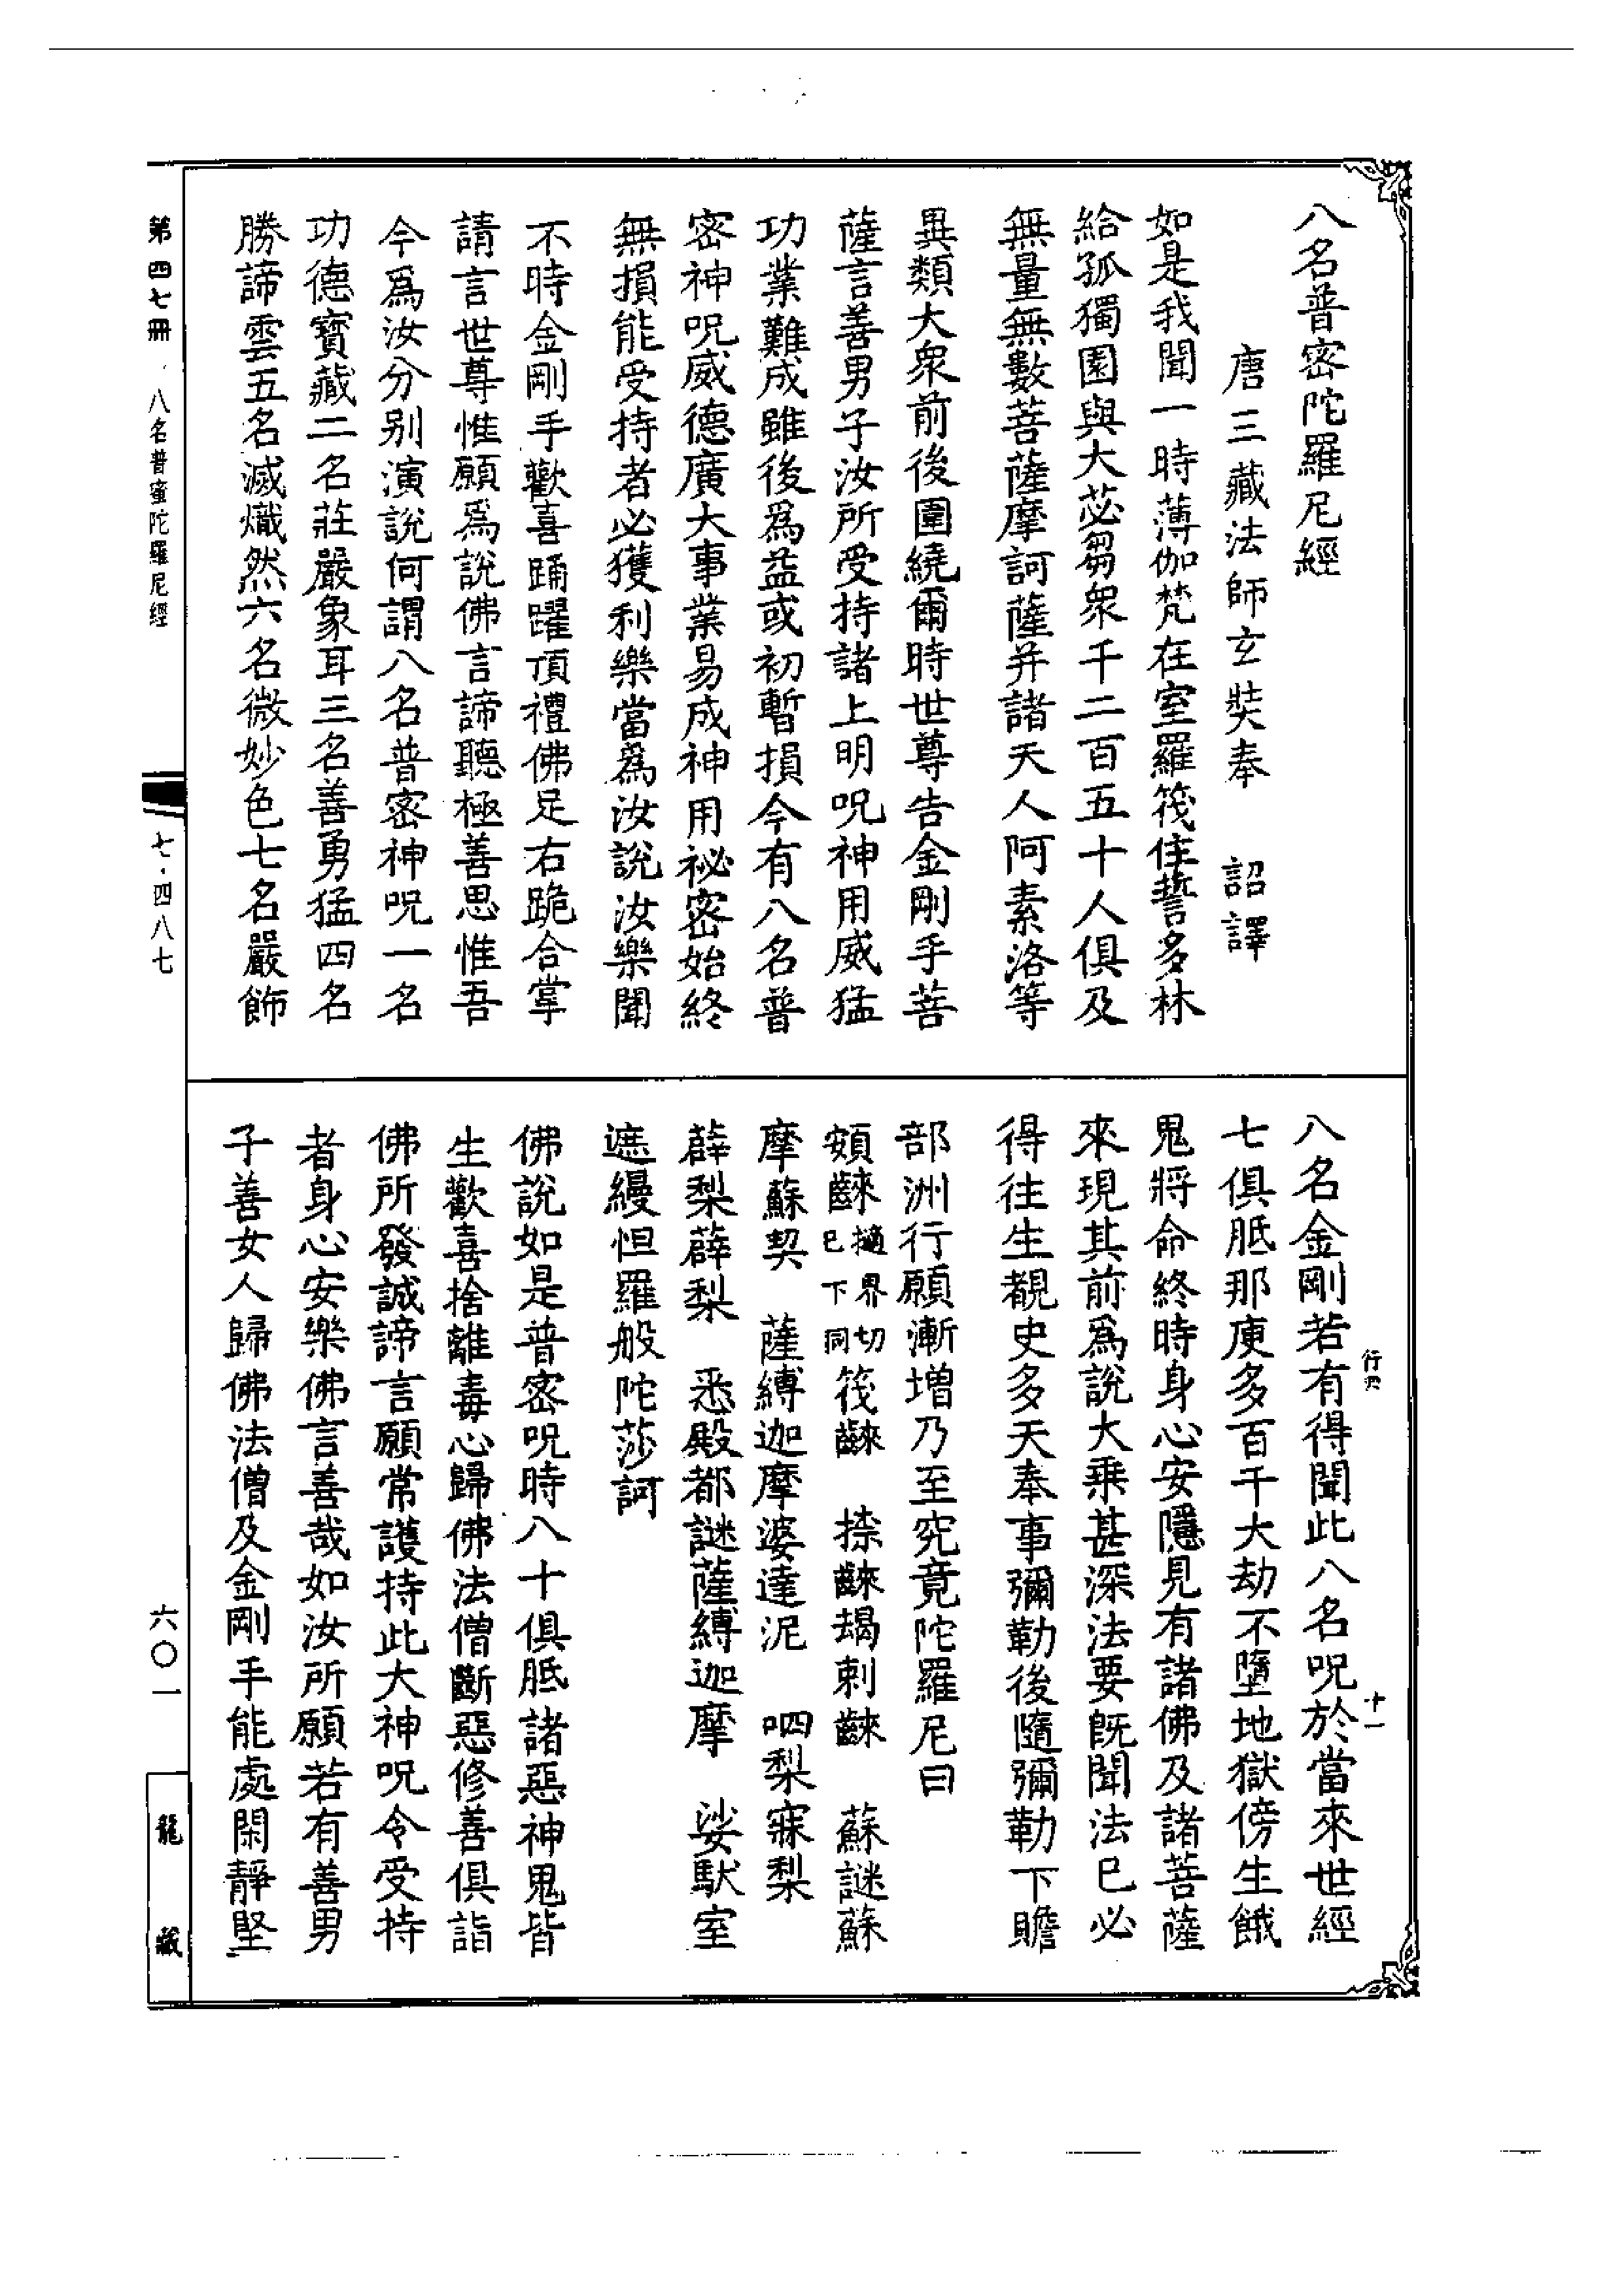 八名普密陀羅尼經
唐三藏法師玄奘奉　詔譯
如是我聞一時薄伽梵在室羅筏住誓多林
給孤獨園與大苾芻衆千二百五十人俱及
無量無數菩薩摩訶薩并諸天人阿素洛等
異類大衆前後圍繞爾時世尊告金剛手菩
薩言善男子汝所受持諸上明呪神用威猛
功業難成雖後爲益或初暫損今有八名普
密神呪威德廣大事業易成神用祕密始終
無損能受持者必獲利樂當爲汝說汝樂聞
不時金剛手歡喜踊躍頂禮佛足右跪合掌
請言世尊惟願爲說佛言諦聽極善思惟吾
今爲汝分別演說何謂八名普密神呪一名
功德寶藏二名莊嚴象耳三名善勇猛四名
勝諦雲五名滅熾然六名微妙色七名嚴飾
八名金剛若有得聞此八名呪於當來世經
七俱胝那庾多百千大劫不墮地獄傍生餓
鬼將命終時身心安隱見有諸佛及諸菩薩
來現其前爲說大乘甚深法要既聞法已必
得往生覩史多天奉事彌勒後隨彌勒下贍
部洲行願漸增乃至究竟陀羅尼曰
頞齼擿界切已下同筏齼　捺齼朅剌齼　蘇謎蘇
摩蘇契　薩縛迦摩婆達泥　呬梨寐梨
薜梨薜梨　悉殿都謎薩縛迦摩　娑馱室
遮縵怛羅般陀莎訶
佛說如是普密呪時八十俱胝諸惡神鬼皆
生歡喜捨離毒心歸佛法僧斷惡修善俱詣
佛所發誠諦言願常護持此大神呪令受持
者身心安樂佛言善哉如汝所願若有善男
子善女人歸佛法僧及金剛手能處閑靜堅
行
十一
第四七冊　八名普密陀羅尼經
七・四八七
六〇一
龍藏